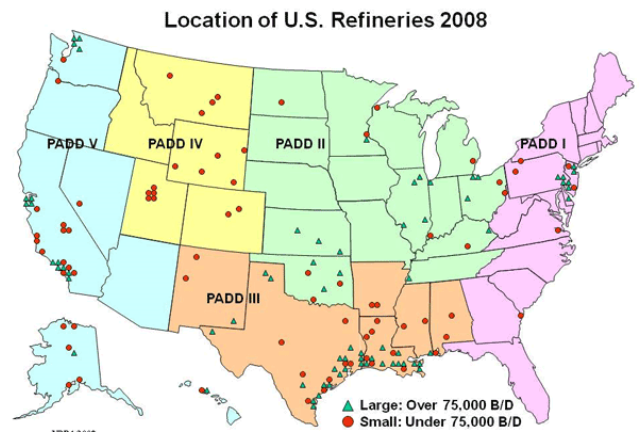 Location of U.S. Refineries 2008
PADD V
PADD IV
PADD II
PADD I
PADD III
Large: Over 75,000 B/D
Small: Under 75,000 B/D